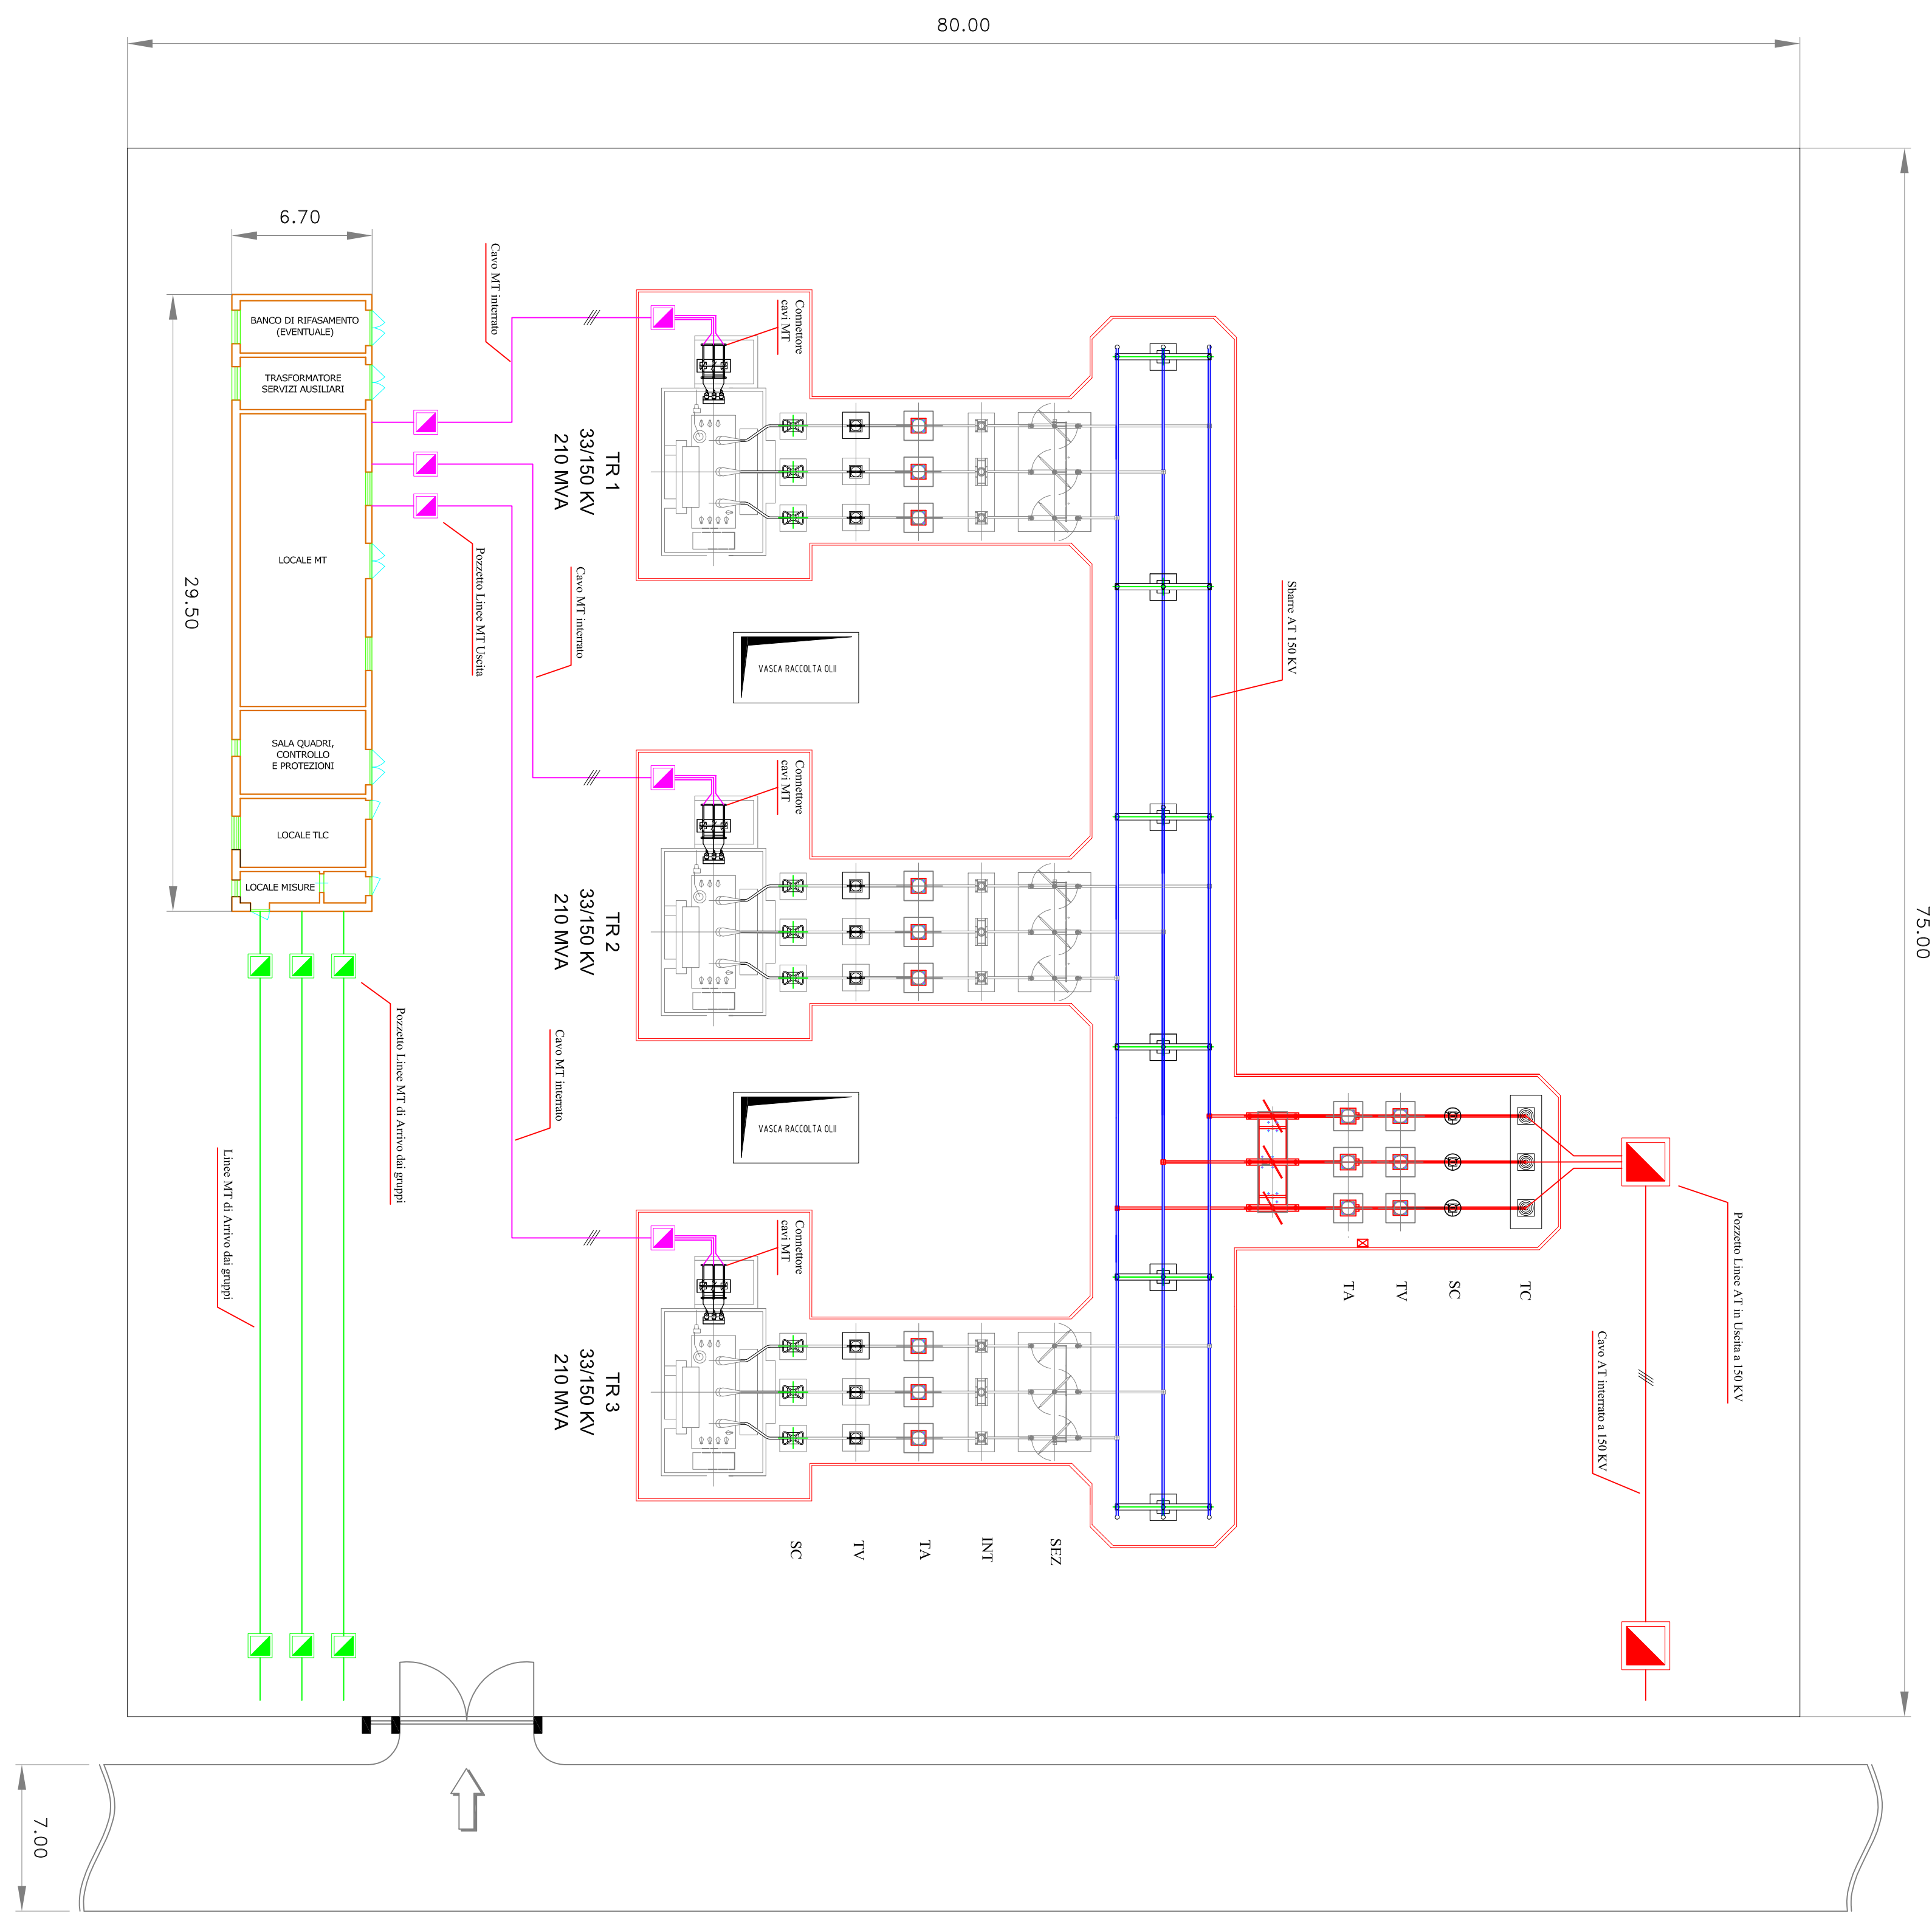 80.00
6.70
29.50
75.00
7.00
BANCO DI RIFASAMENTO
(EVENTUALE)
TRASFORMATORE
SERVIZI AUSILIARI
LOCALE MT
SALA QUADRI,
CONTROLLO
E PROTEZIONI
LOCALE TLC
LOCALE MISURE
Cavo MT interrato
Pozzetto Linee MT Uscita
Cavo MT interrato
Cavo MT interrato
Pozzetto Linee MT di Arrivo dai gruppi
Linee MT di Arrivo dai gruppi
Connettore
cavi MT
TR 1
33/150 KV
210 MVA
VASCA RACCOLTA OLII
Connettore
cavi MT
TR 2
33/150 KV
210 MVA
VASCA RACCOLTA OLII
Connettore
cavi MT
TR 3
33/150 KV
210 MVA
SC
TV
TA
INT
SEZ
Sbarre AT 150 KV
TA
TV
SC
TC
Pozzetto Linee AT in Uscita a 150 KV
Cavo AT interrato a 150 KV